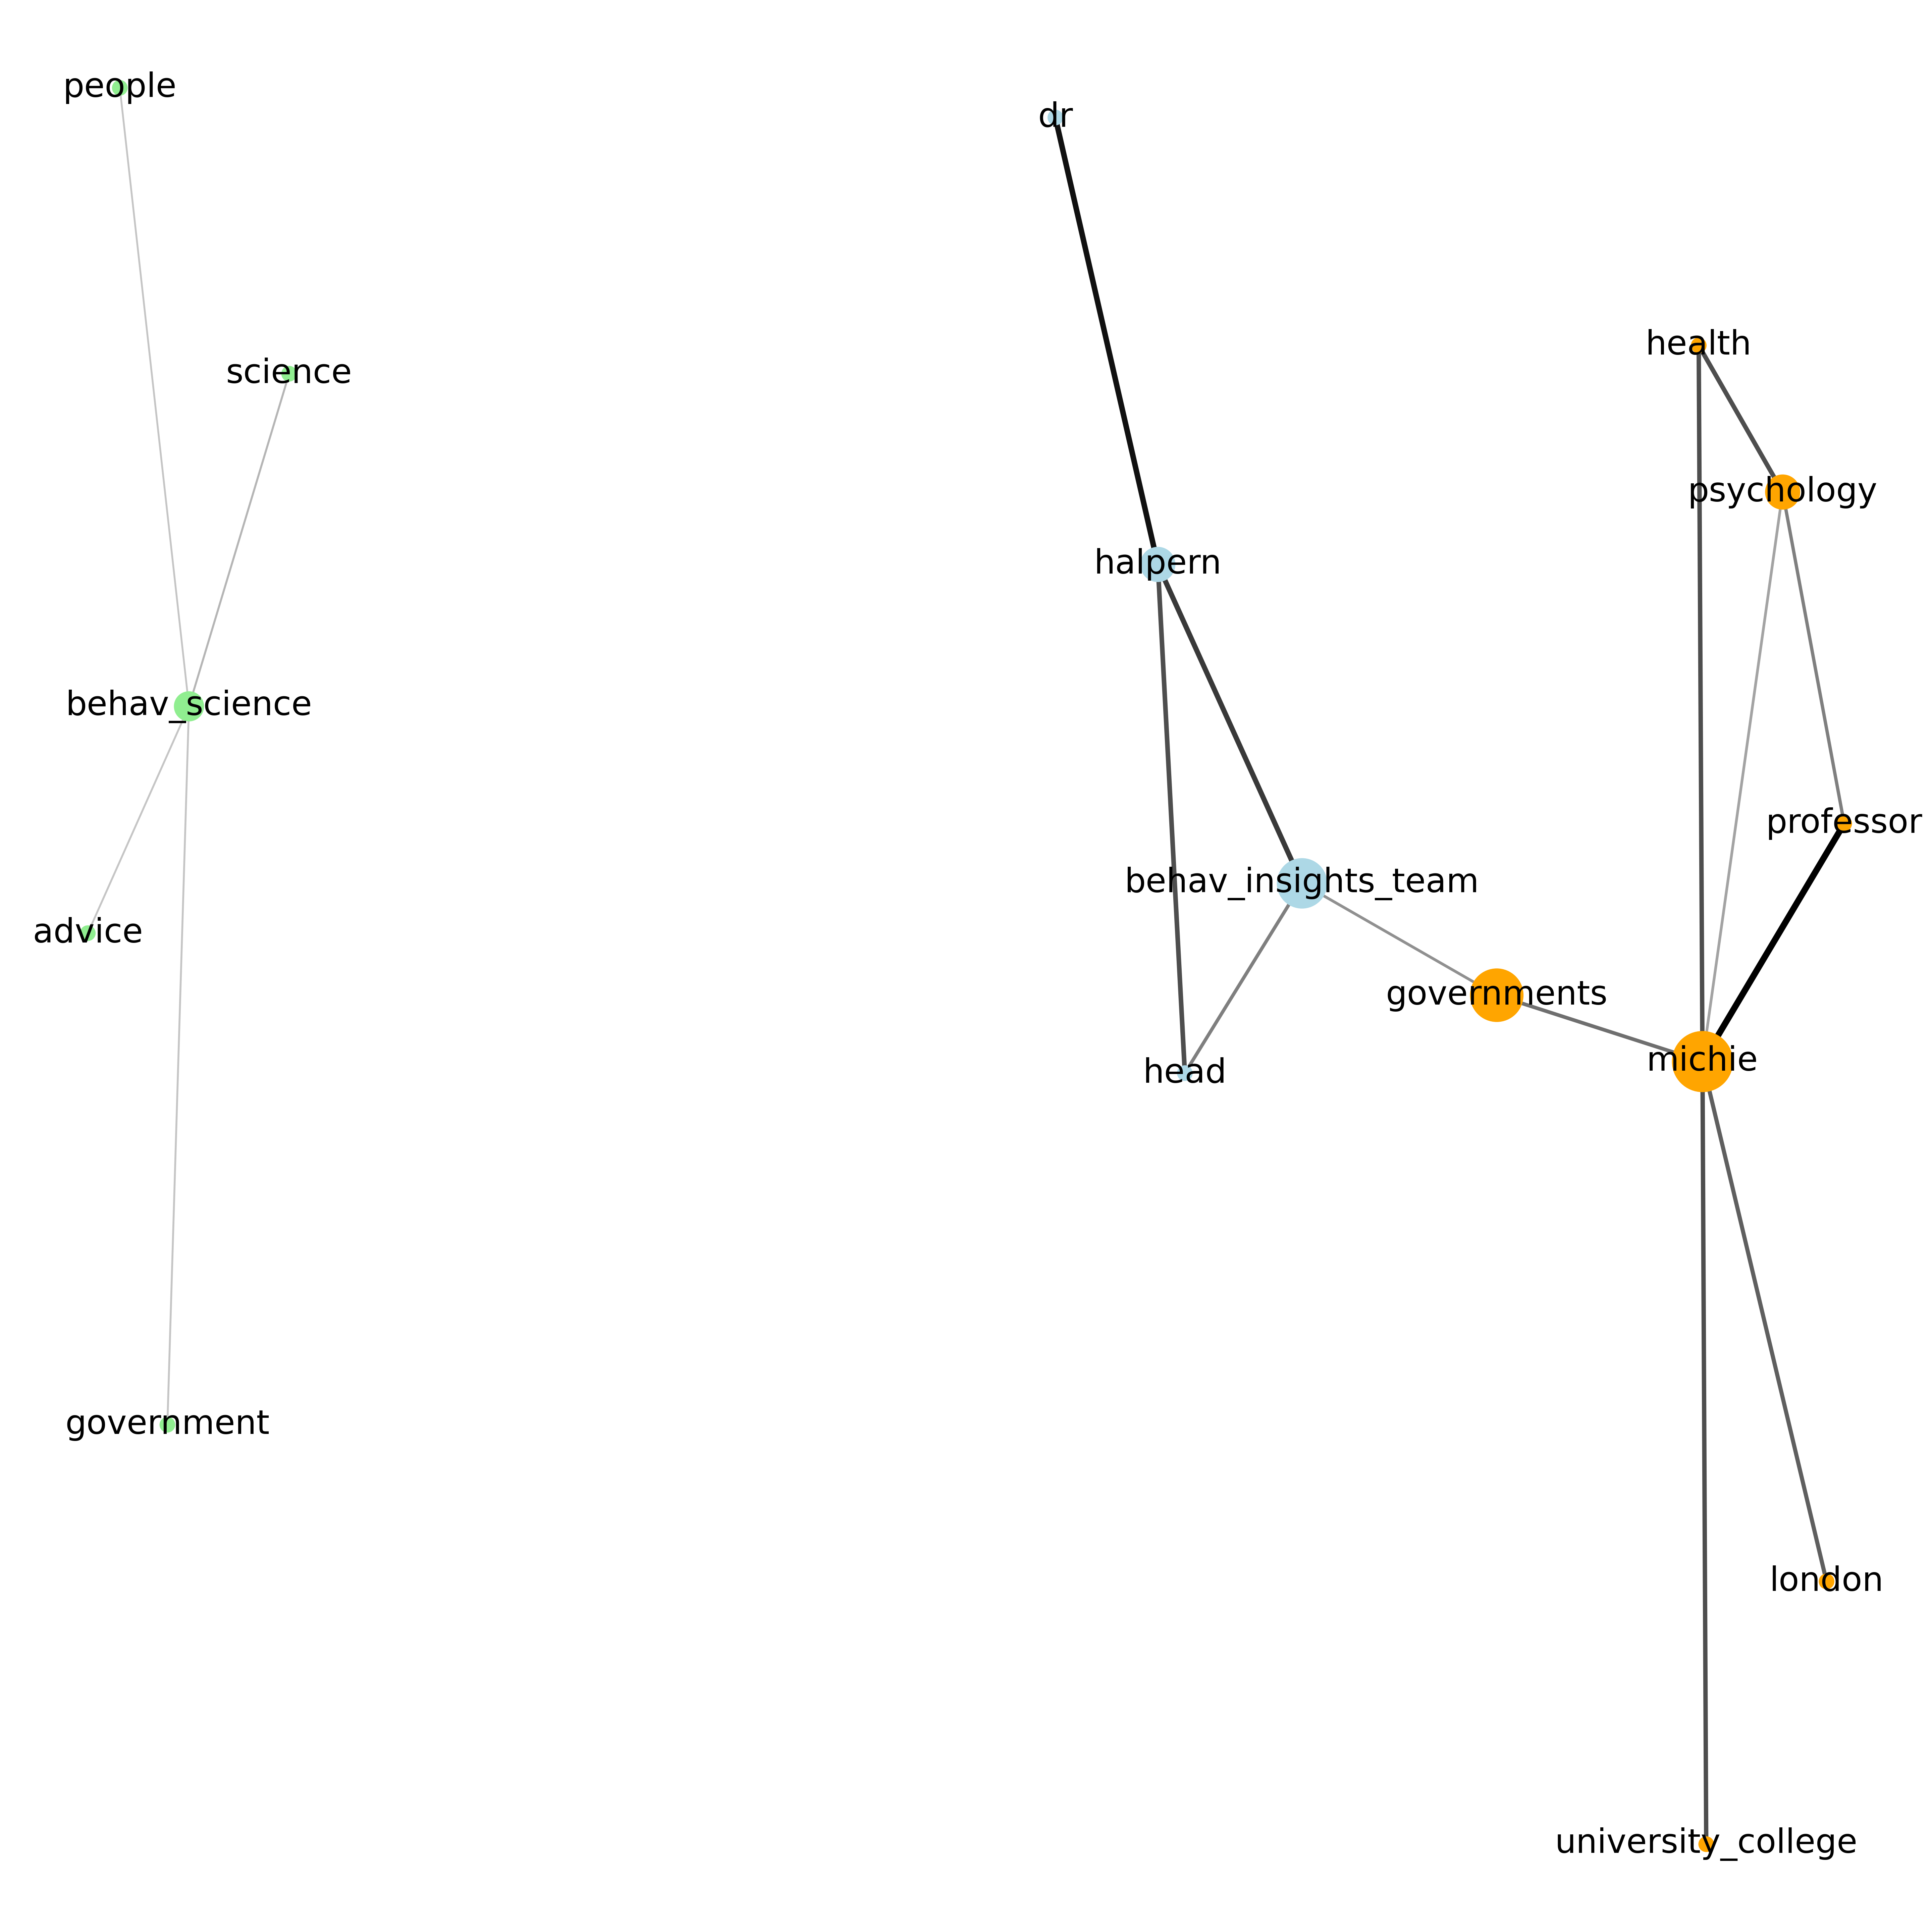 people
dr
health
science
psychology
halpern
behav_science
professor
behav_insights_team
advice
governments
michie
head
government
london
university_college